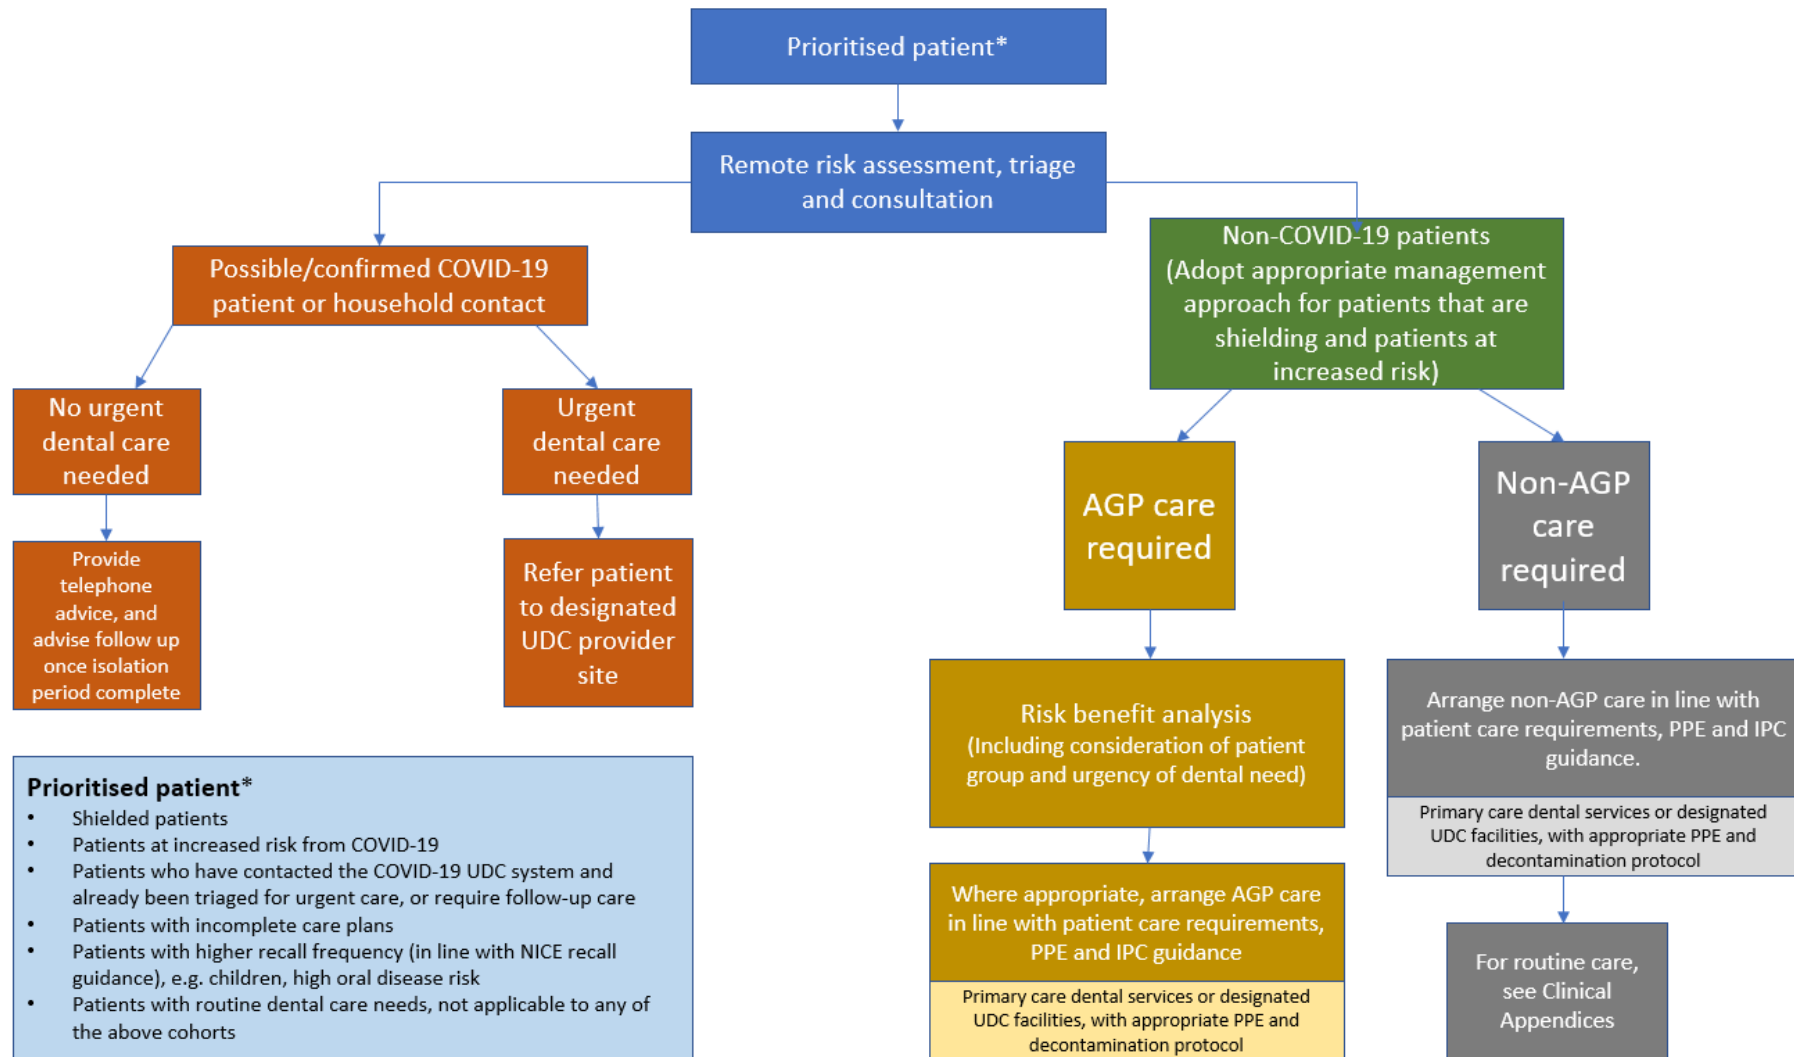 Prioritised patient*
Remote risk assessment, triage
and consultation
Possible/confirmed COVID-19
patient or household contact
Non-COVID-19 patients
(Adopt appropriate management
approach for patients that are
shielding and patients at
increased risk)
No urgent
dental care
needed
Urgent
dental care
needed
AGP care
required
Non-AGP
care
required
Provide
telephone
advice, and
advise follow up
once isolation
period complete
Refer patient
to designated
UDC provider
site
Risk benefit analysis
(Including consideration of patient
group and urgency of dental need)
Arrange non-AGP care in line with
patient care requirements, PPE and IPC
guidance.
Primary care dental services or designated
UDC facilities, with appropriate PPE and
decontamination protocol
Where appropriate, arrange AGP care
in line with patient care requirements,
PPE and IPC guidance
Primary care dental services or designated
UDC facilities, with appropriate PPE and
decontamination protocol
For routine care,
see Clinical
Appendices
Prioritised patient*
• Shielded patients
• Patients at increased risk from COVID-19
• Patients who have contacted the COVID-19 UDC system and
already been triaged for urgent care, or require follow-up care
• Patients with incomplete care plans
• Patients with higher recall frequency (in line with NICE recall
guidance), e.g. children, high oral disease risk
• Patients with routine dental care needs, not applicable to any of
the above cohorts